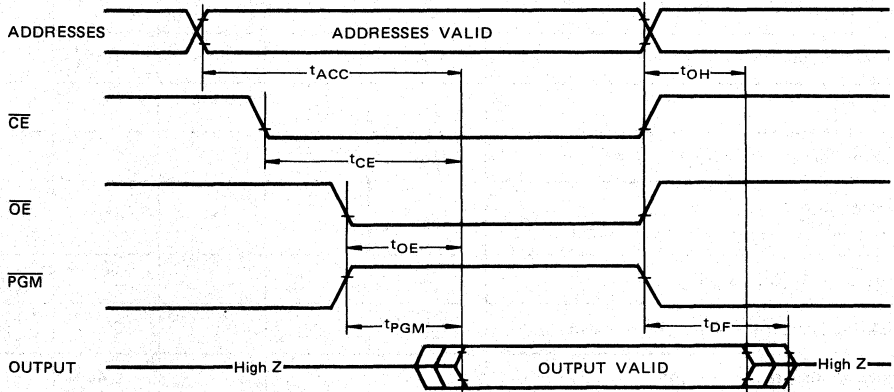 ADDRESSES
ADDRESSES VALID
tACC
tOH
CE
tCE
OE
tOE
PGM
tPGM
tDF
OUTPUT
High Z
OUTPUT VALID
High Z